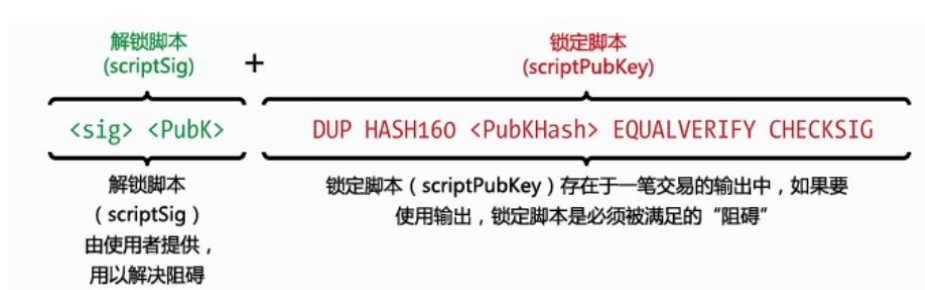 解锁脚本
(scriptSig)
+
锁定脚本
(scriptPubKey)
<sig> <PubK>
DUP HASH160 <PubKHash> EQUALVERIFY CHECKSIG
解锁脚本
（scriptSig）
由使用者提供，
用以解决阻碍
锁定脚本（scriptPubKey）存在于一笔交易的输出中，如果要
使用输出，锁定脚本是必须被满足的“阻碍”